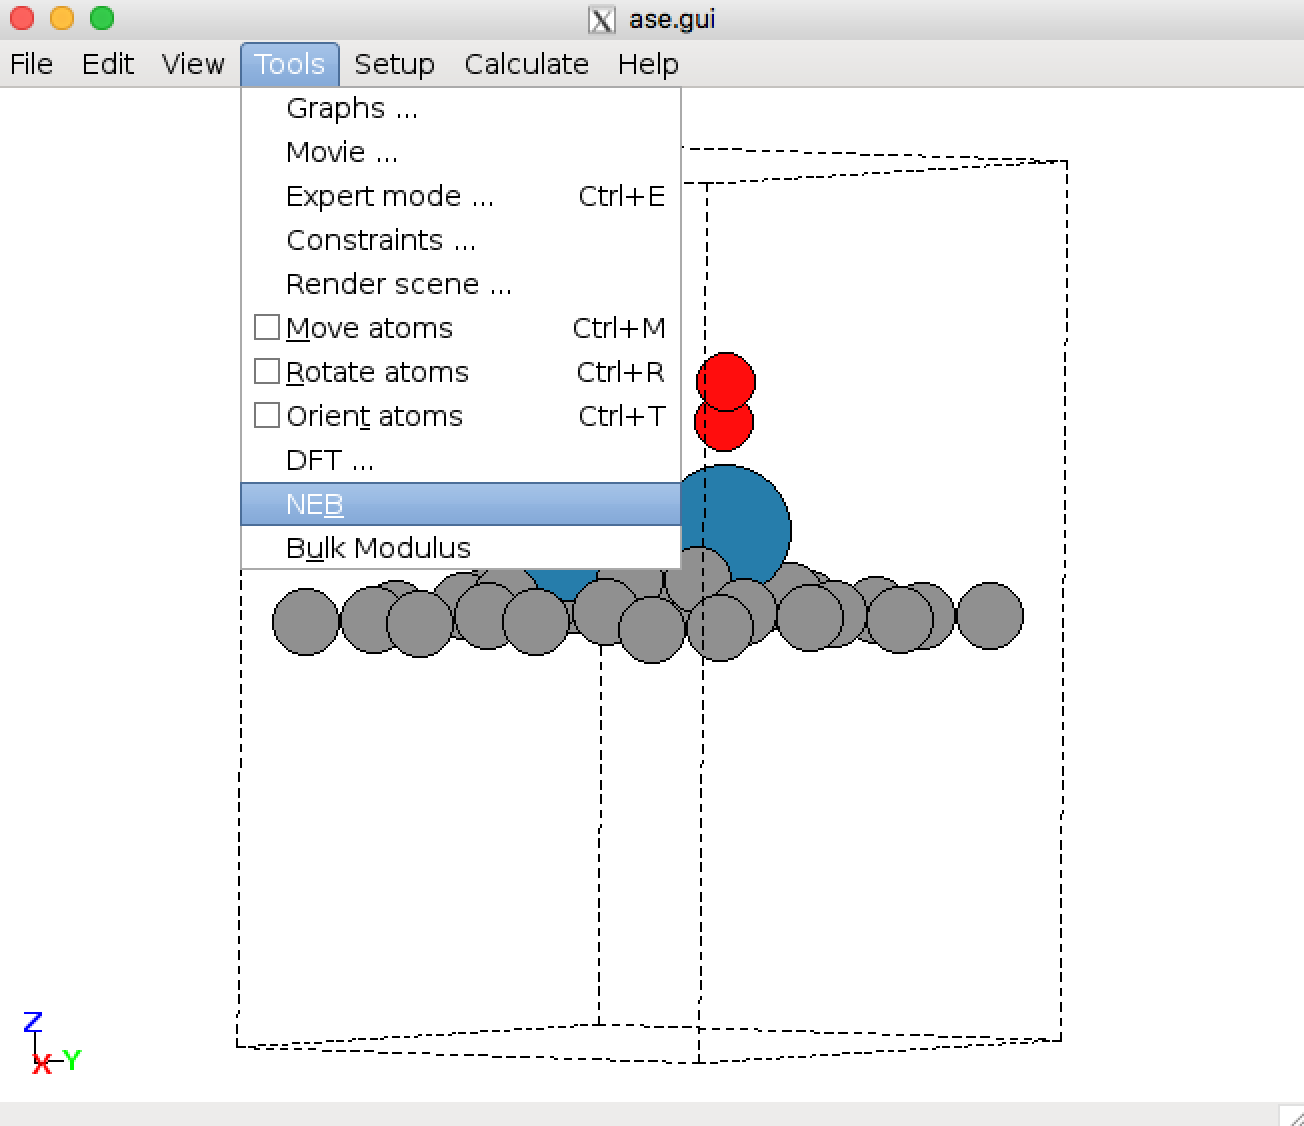 ase.gui
File Edit View Tools Setup Calculate Help
Graphs ...
Movie ...
Expert mode ... Ctrl+E
Constraints ...
Render scene ...
Move atoms Ctrl+M
Rotate atoms Ctrl+R
Orient atoms Ctrl+T
DFT ...
NEB
Bulk Modulus
Z
X Y